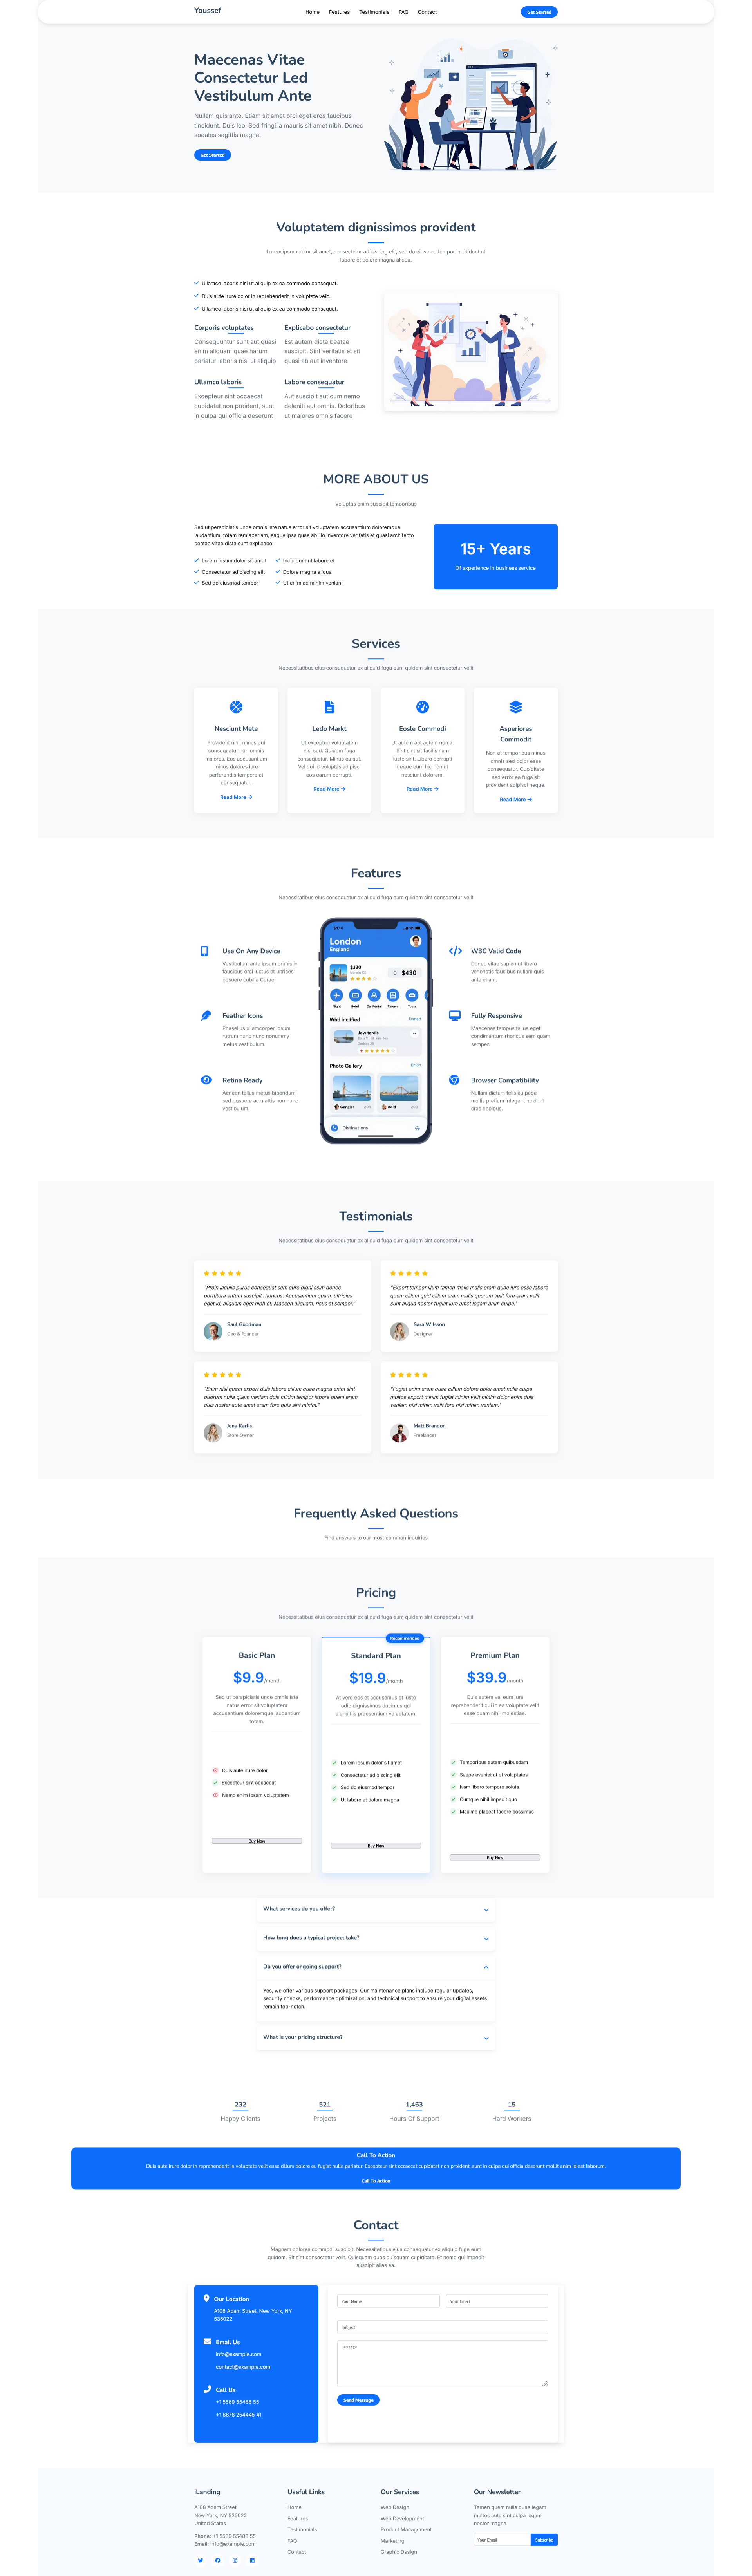 Youssef
Home Features Testimonials FAQ Contact
Get Started
Maecenas Vitae
Consectetur Led
Vestibulum Ante
Nullam quis ante. Etiam sit amet orci eget eros faucibus
tincidunt. Duis leo. Sed fringilla mauris sit amet nibh. Donec
sodales sagittis magna.
Get Started
Voluptatem dignissimos provident
Lorem ipsum dolor sit amet, consectetur adipiscing elit, sed do eiusmod tempor incididunt ut
labore et dolore magna aliqua.
Ullamco laboris nisi ut aliquip ex ea commodo consequat.
Duis aute irure dolor in reprehenderit in voluptate velit.
Ullamco laboris nisi ut aliquip ex ea commodo consequat.
Corporis voluptates
Consequuntur sunt aut quasi
enim aliquam quae harum
pariatur laboris nisi ut aliquip
Explicabo consectetur
Est autem dicta beatae
suscipit. Sint veritatis et sit
quasi ab aut inventore
Ullamco laboris
Excepteur sint occaecat
cupidatat non proident, sunt
in culpa qui officia deserunt
Labore consequatur
Aut suscipit aut cum nemo
deleniti aut omnis. Doloribus
ut maiores omnis facere
MORE ABOUT US
Voluptas enim suscipit temporibus
Sed ut perspiciatis unde omnis iste natus error sit voluptatem accusantium doloremque
laudantium, totam rem aperiam, eaque ipsa quae ab illo inventore veritatis et quasi architecto
beatae vitae dicta sunt explicabo.
Lorem ipsum dolor sit amet
Consectetur adipiscing elit
Sed do eiusmod tempor
Incididunt ut labore et
Dolore magna aliqua
Ut enim ad minim veniam
15+ Years
Of experience in business service
Services
Necessitatibus eius consequatur ex aliquid fuga eum quidem sint consectetur velit
Nesciunt Mete
Provident nihil minus qui
consequatur non omnis
maiores. Eos accusantium
minus dolores iure
perferendis tempore et
consequatur.
Read More
Ledo Markt
Ut excepturi voluptatem
nisi sed. Quidem fuga
consequatur. Minus ea aut.
Vel qui id voluptas adipisci
eos earum corrupti.
Read More
Eosle Commodi
Ut autem aut autem non a.
Sint sint sit facilis nam
iusto sint. Libero corrupti
neque eum hic non ut
nesciunt dolorem.
Read More
Asperiores
Commodit
Non et temporibus minus
omnis sed dolor esse
consequatur. Cupiditate
sed error ea fuga sit
provident adipisci neque.
Read More
Features
Necessitatibus eius consequatur ex aliquid fuga eum quidem sint consectetur velit
Use On Any Device
Vestibulum ante ipsum primis in
faucibus orci luctus et ultrices
posuere cubilia Curae.
Feather Icons
Phasellus ullamcorper ipsum
rutrum nunc nunc nonummy
metus vestibulum.
Retina Ready
Aenean tellus metus bibendum
sed posuere ac mattis non nunc
vestibulum.
London
England
$330
0 $430
Photo Gallery
W3C Valid Code
Donec vitae sapien ut libero
venenatis faucibus nullam quis
ante etiam.
Fully Responsive
Maecenas tempus tellus eget
condimentum rhoncus sem quam
semper.
Browser Compatibility
Nullam dictum felis eu pede
mollis pretium integer tincidunt
cras dapibus.
Testimonials
Necessitatibus eius consequatur ex aliquid fuga eum quidem sint consectetur velit
"Proin iaculis purus consequat sem cure digni ssim donec
porttitora entum suscipit rhoncus. Accusantium quam, ultricies
eget id, aliquam eget nibh et. Maecen aliquam, risus at semper."
Saul Goodman
Ceo & Founder
"Export tempor illum tamen malis malis eram quae irure esse labore
quem cillum quid cillum eram malis quorum velit fore eram velit
sunt aliqua noster fugiat irure amet legam anim culpa."
Sara Wilsson
Designer
"Enim nisi quem export duis labore cillum quae magna enim sint
quorum nulla quem veniam duis minim tempor labore quem eram
duis noster aute amet eram fore quis sint minim."
Jena Karlis
Store Owner
"Fugiat enim eram quae cillum dolore dolor amet nulla culpa
multos export minim fugiat minim velit minim dolor enim duis
veniam nisi minim velit fore nisi minim veniam."
Matt Brandon
Freelancer
Frequently Asked Questions
Find answers to our most common inquiries
Pricing
Necessitatibus eius consequatur ex aliquid fuga eum quidem sint consectetur velit
Basic Plan
$9.9/month
Sed ut perspiciatis unde omnis iste
natus error sit voluptatem
accusantium doloremque laudantium
totam.
Duis aute irure dolor
Excepteur sint occaecat
Nemo enim ipsam voluptatem
Buy Now
Recommended
Standard Plan
$19.9/month
At vero eos et accusamus et iusto
odio dignissimos ducimus qui
blanditiis praesentium voluptatum.
Lorem ipsum dolor sit amet
Consectetur adipiscing elit
Sed do eiusmod tempor
Ut labore et dolore magna
Buy Now
Premium Plan
$39.9/month
Quis autem vel eum iure
reprehenderit qui in ea voluptate velit
esse quam nihil molestiae.
Temporibus autem quibusdam
Saepe eveniet ut et voluptates
Nam libero tempore soluta
Cumque nihil impedit quo
Maxime placeat facere possimus
Buy Now
What services do you offer?
How long does a typical project take?
Do you offer ongoing support?
Yes, we offer various support packages. Our maintenance plans include regular updates,
security checks, performance optimization, and technical support to ensure your digital assets
remain top-notch.
What is your pricing structure?
232
Happy Clients
521
Projects
1,463
Hours Of Support
15
Hard Workers
Call To Action
Duis aute irure dolor in reprehenderit in voluptate velit esse cillum dolore eu fugiat nulla pariatur. Excepteur sint occaecat cupidatat non proident, sunt in culpa qui officia deserunt mollit anim id est laborum.
Call To Action
Contact
Magnam dolores commodi suscipit. Necessitatibus eius consequatur ex aliquid fuga eum
quidem. Sit sint consectetur velit. Quisquam quos quisquam cupiditate. Et nemo qui impedit
suscipit alias ea.
Our Location
A108 Adam Street, New York, NY
535022
Email Us
info@example.com
contact@example.com
Call Us
+1 5589 55488 55
+1 6678 254445 41
Your Name
Your Email
Subject
Message
Send Message
iLanding
A108 Adam Street
New York, NY 535022
United States
Phone: +1 5589 55488 55
Email: info@example.com
Useful Links
Home
Features
Testimonials
FAQ
Contact
Our Services
Web Design
Web Development
Product Management
Marketing
Graphic Design
Our Newsletter
Tamen quem nulla quae legam
multos aute sint culpa legam
noster magna
Your Email
Subscribe